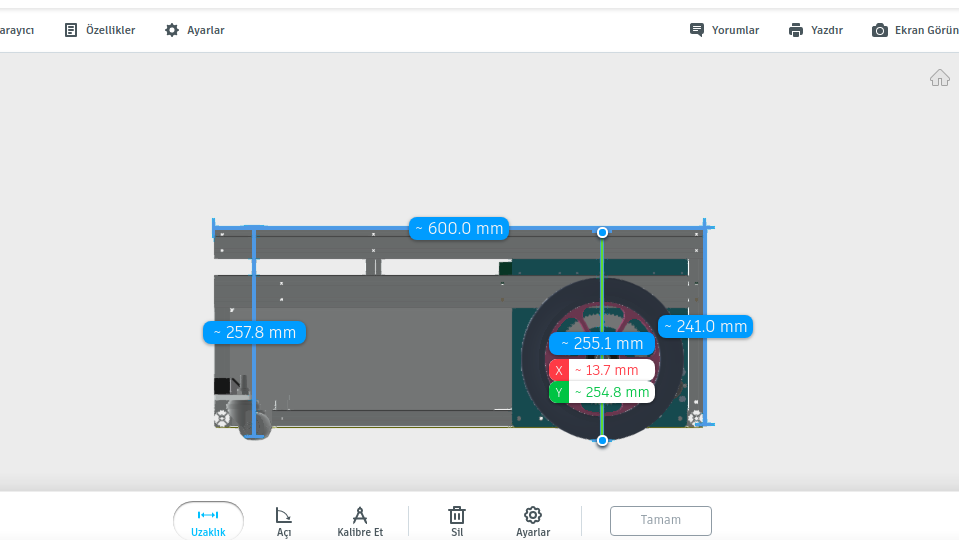 arayıcı Özellikler Ayarlar Yorumlar Yazdır Ekran Görün
~ 600.0 mm
~ 257.8 mm
~ 241.0 mm
~ 255.1 mm
X ~ 13.7 mm
Y ~ 254.8 mm
Uzaklık Açı Kalibre Et Sil Ayarlar Tamam